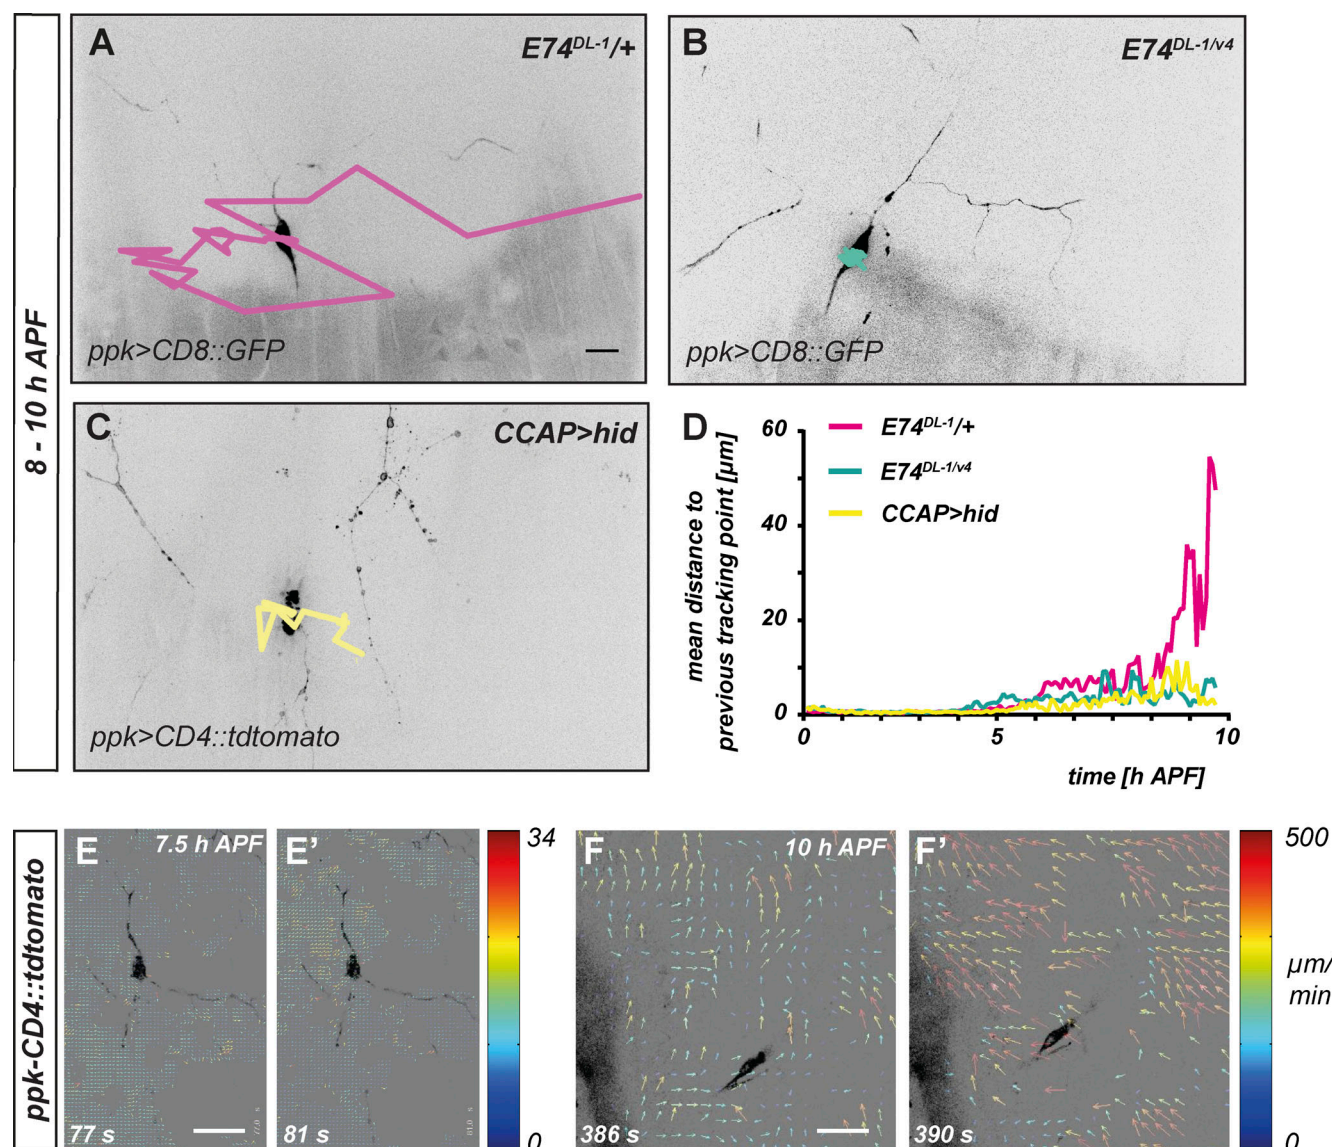 8 - 10 h APF
A
E74DL-1/+
ppk>CD8::GFP
B
E74DL-1/v4
ppk>CD8::GFP
C
CCAP>hid
ppk>CD4::tdtomato
D
E74DL-1/+
E74DL-1/v4
CCAP>hid
mean distance to
previous tracking point [µm]
60
40
20
0
0
5
10
time [h APF]
ppk-CD4::tdtomato
E
7.5 h APF
77 s
E'
81 s
34
0
F
10 h APF
386 s
F'
390 s
500
µm/
min
0